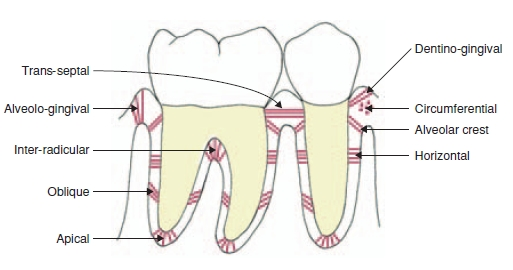 Trans-septal
Alveolo-gingival
Inter-radicular
Oblique
Apical
Dentino-gingival
Circumferential
Alveolar crest
Horizontal